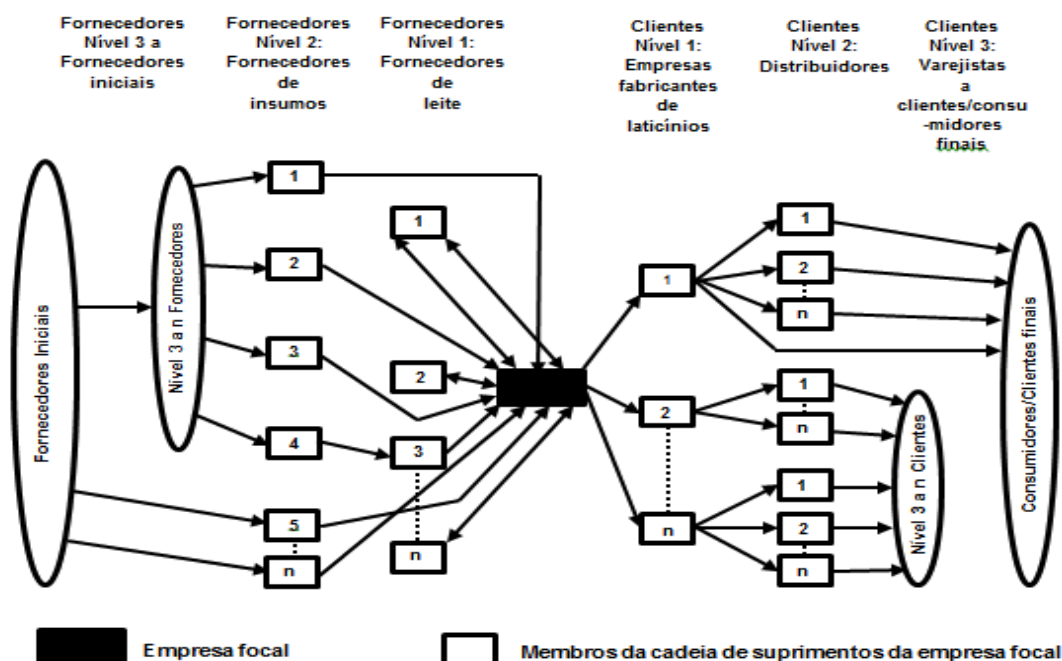 Fornecedores
Nível 3 a
Fornecedores
iniciais
Fornecedores
Nível 2:
Fornecedores
de
insumos
Fornecedores
Nível 1:
Fornecedores
de
leite
Clientes
Nível 1:
Empresas
fabricantes
de
laticínios
Clientes
Nível 2:
Distribuidores
Clientes
Nível 3:
Varejistas
a
clientes/consu
-midores
finais
Fornecedores Iniciais
Nível 3 a n Fornecedores
1
2
3
4
5
n
1
2
3
n
1
2
n
1
2
n
1
n
1
2
n
Nível 3 a n Clientes
Consumidores/Clientes finais
Empresa focal
Membros da cadeia de suprimentos da empresa focal